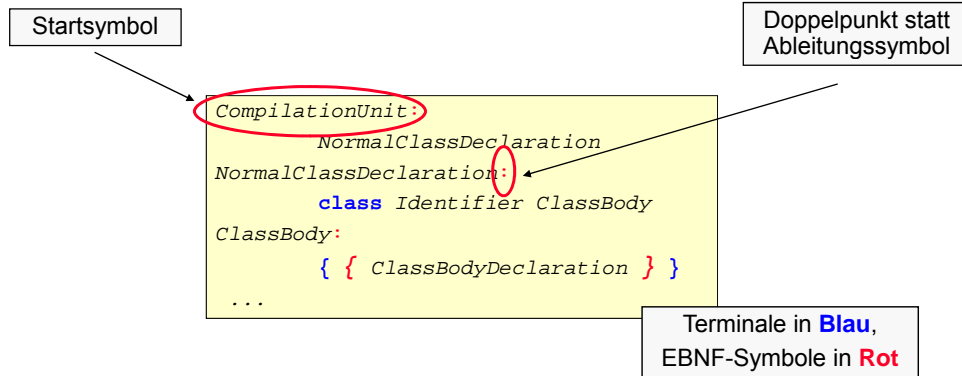 Startsymbol
Doppelpunkt statt
Ableitungssymbol
CompilationUnit:
NormalClassDeclaration
NormalClassDeclaration:
class Identifier ClassBody
ClassBody:
{ { ClassBodyDeclaration } }
...
Terminale in Blau,
EBNF-Symbole in Rot